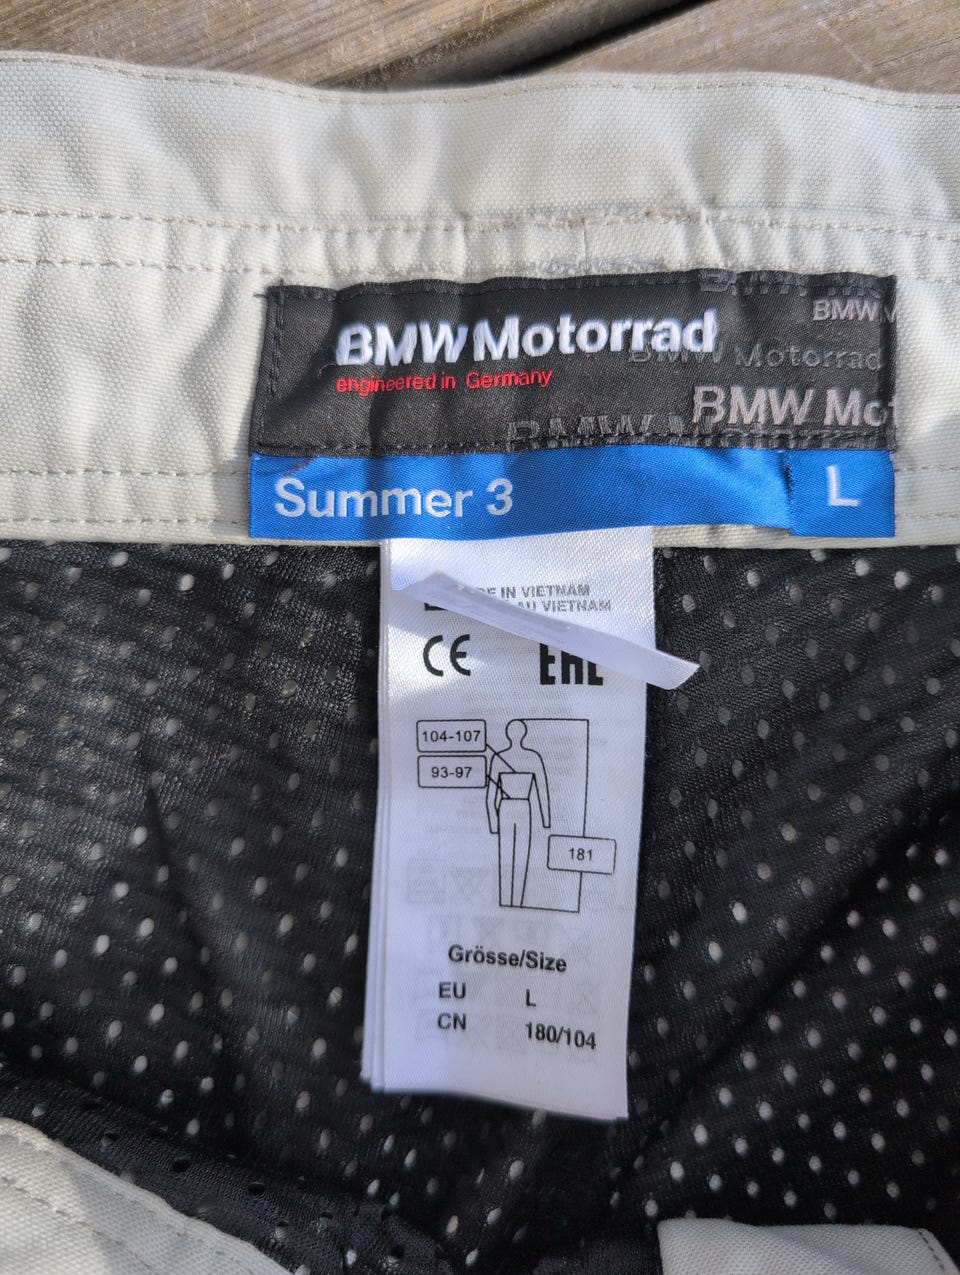 BMW Motorrad
engineered in Germany
BMW
BMW Motorrad
BMW Mot
BMW
Summer 3
L
IN VIETNAM
AU VIETNAM
CE
EAC
104-107
93-97
181
Grösse/Size
EU L
CN 180/104